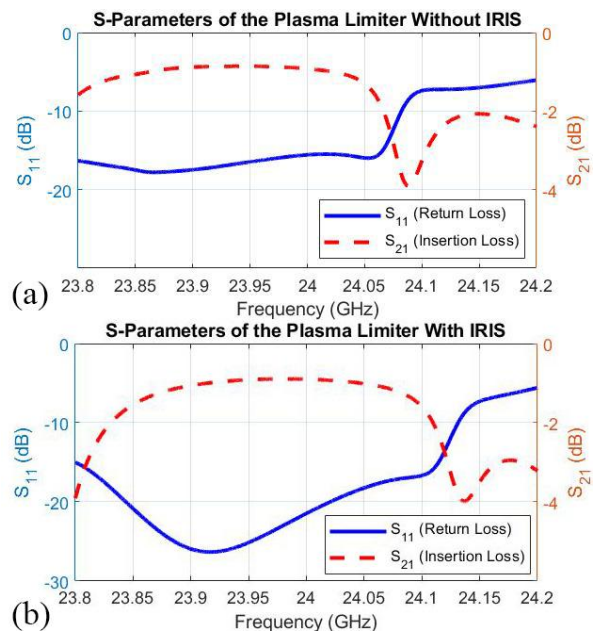 S-Parameters of the Plasma Limiter Without IRIS
0
-10
-20
S11 (dB)
0
-2
-4
S21 (dB)
S11 (Return Loss)
S21 (Insertion Loss)
23.8 23.85 23.9 23.95 24 24.05 24.1 24.15 24.2
Frequency (GHz)
(a)
S-Parameters of the Plasma Limiter With IRIS
0
-10
-20
-30
S11 (dB)
0
-2
-4
S21 (dB)
S11 (Return Loss)
S21 (Insertion Loss)
23.8 23.85 23.9 23.95 24 24.05 24.1 24.15 24.2
Frequency (GHz)
(b)